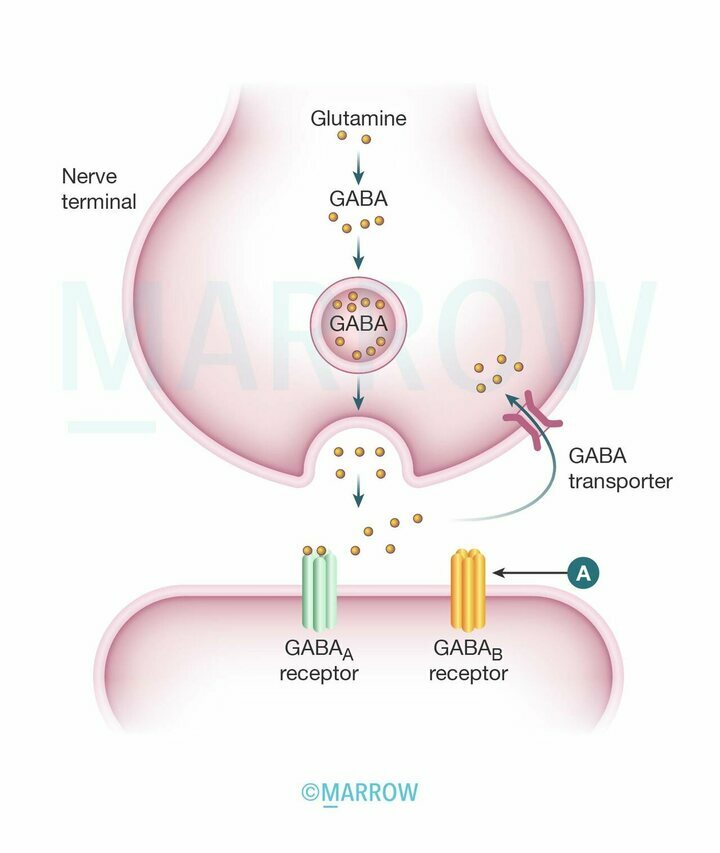 Glutamine
Nerve
terminal
GABA
MARROW
GABA
GABA
transporter
A
GABAA
receptor
GABAB
receptor
©MARROW